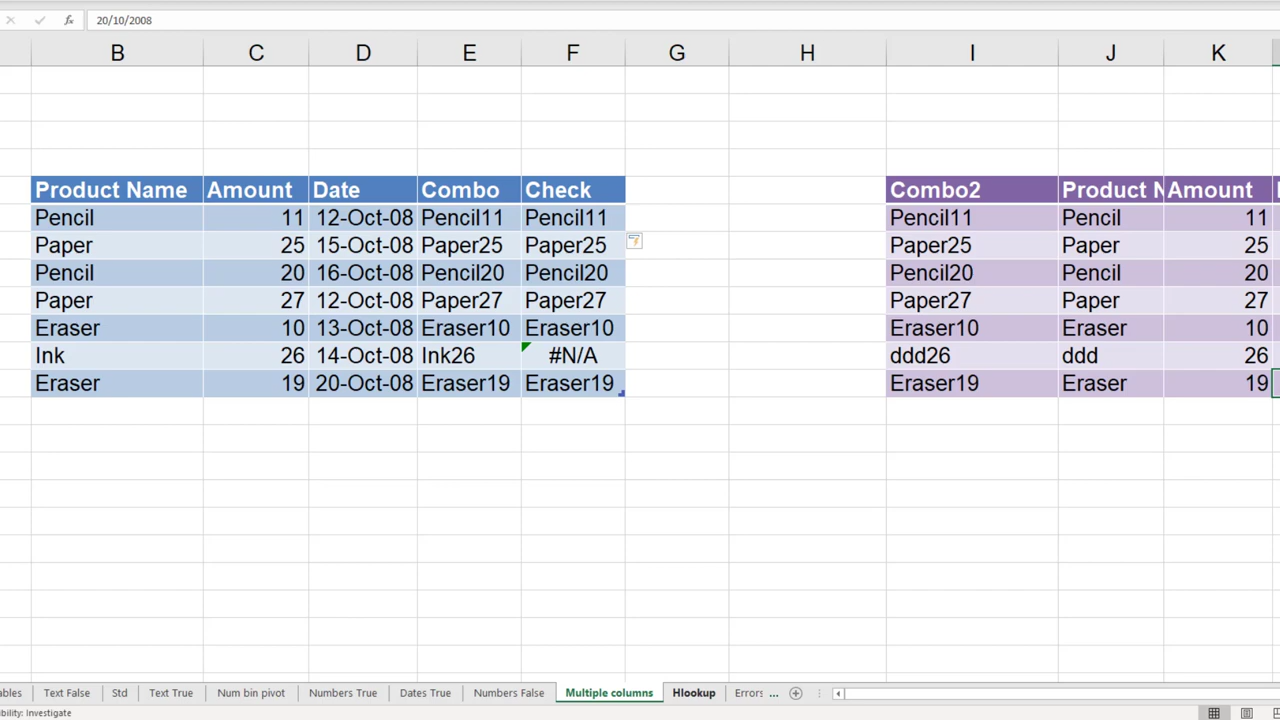 fx 20/10/2008
B C D E F G H I J K
Product Name Amount Date Combo Check Combo2 Product N Amount
Pencil 11 12-Oct-08 Pencil11 Pencil11 Pencil11 Pencil 11
Paper 25 15-Oct-08 Paper25 Paper25 Paper25 Paper 25
Pencil 20 16-Oct-08 Pencil20 Pencil20 Pencil20 Pencil 20
Paper 27 12-Oct-08 Paper27 Paper27 Paper27 Paper 27
Eraser 10 13-Oct-08 Eraser10 Eraser10 Eraser10 Eraser 10
Ink 26 14-Oct-08 Ink26 #N/A ddd26 ddd 26
Eraser 19 20-Oct-08 Eraser19 Eraser19 Eraser19 Eraser 19
ables Text False Std Text True Num bin pivot Numbers True Dates True Numbers False Multiple columns Hlookup Errors ...
bility: Investigate